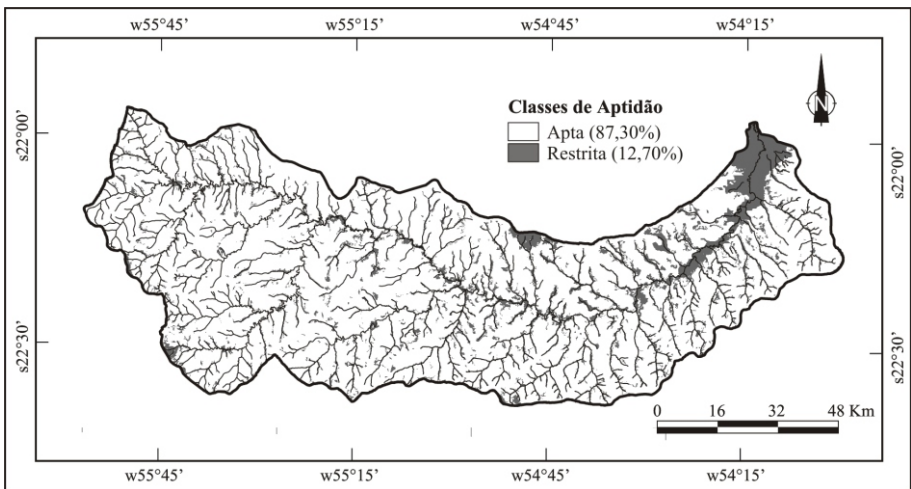 w55°45’ w55°15’ w54°45’ w54°15’
s22°00’
s22°00’
Classes de Aptidão
Apta (87,30%)
Restrita (12,70%)
N
s22°30’
s22°30’
0 16 32 48 Km
w55°45’ w55°15’ w54°45’ w54°15’